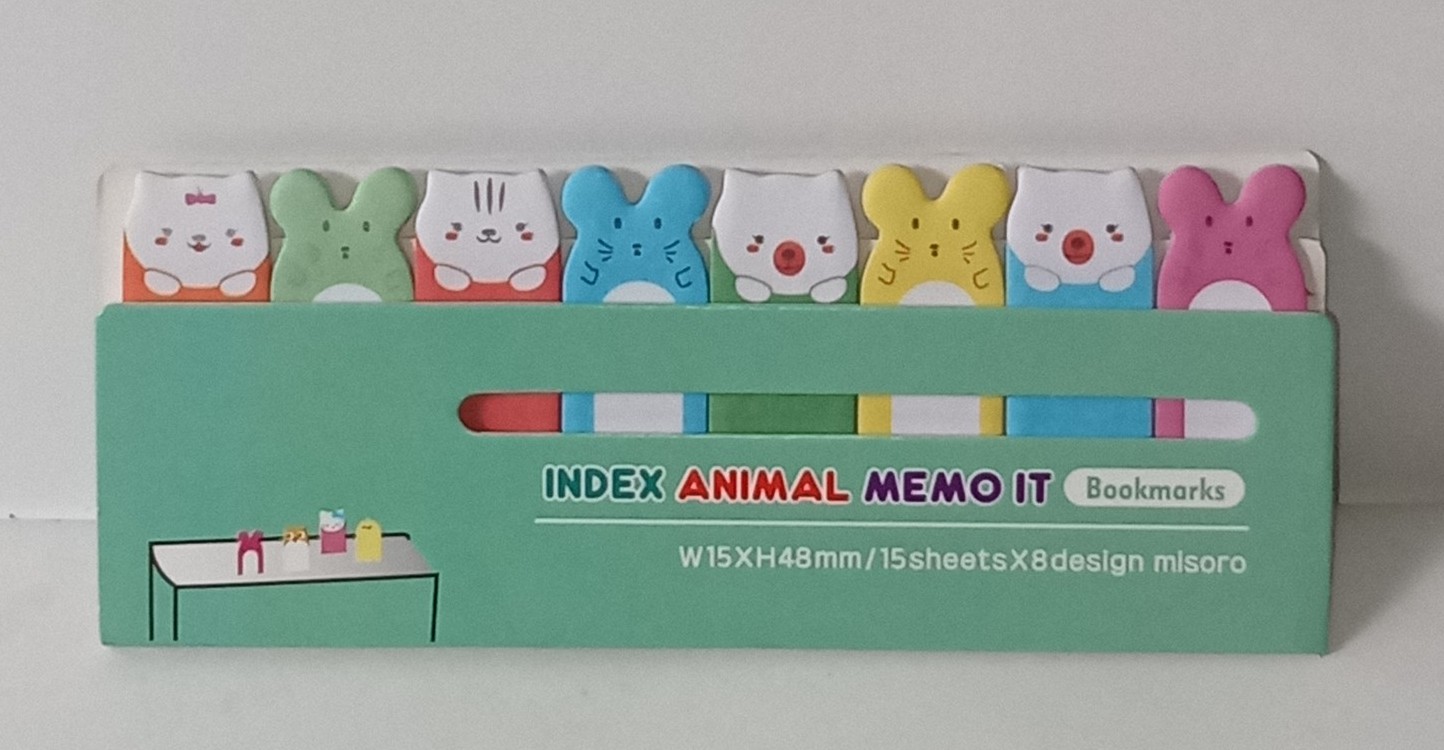 INDEX ANIMAL MEMO IT Bookmarks
W15XH48mm/15sheetsX8design misoro